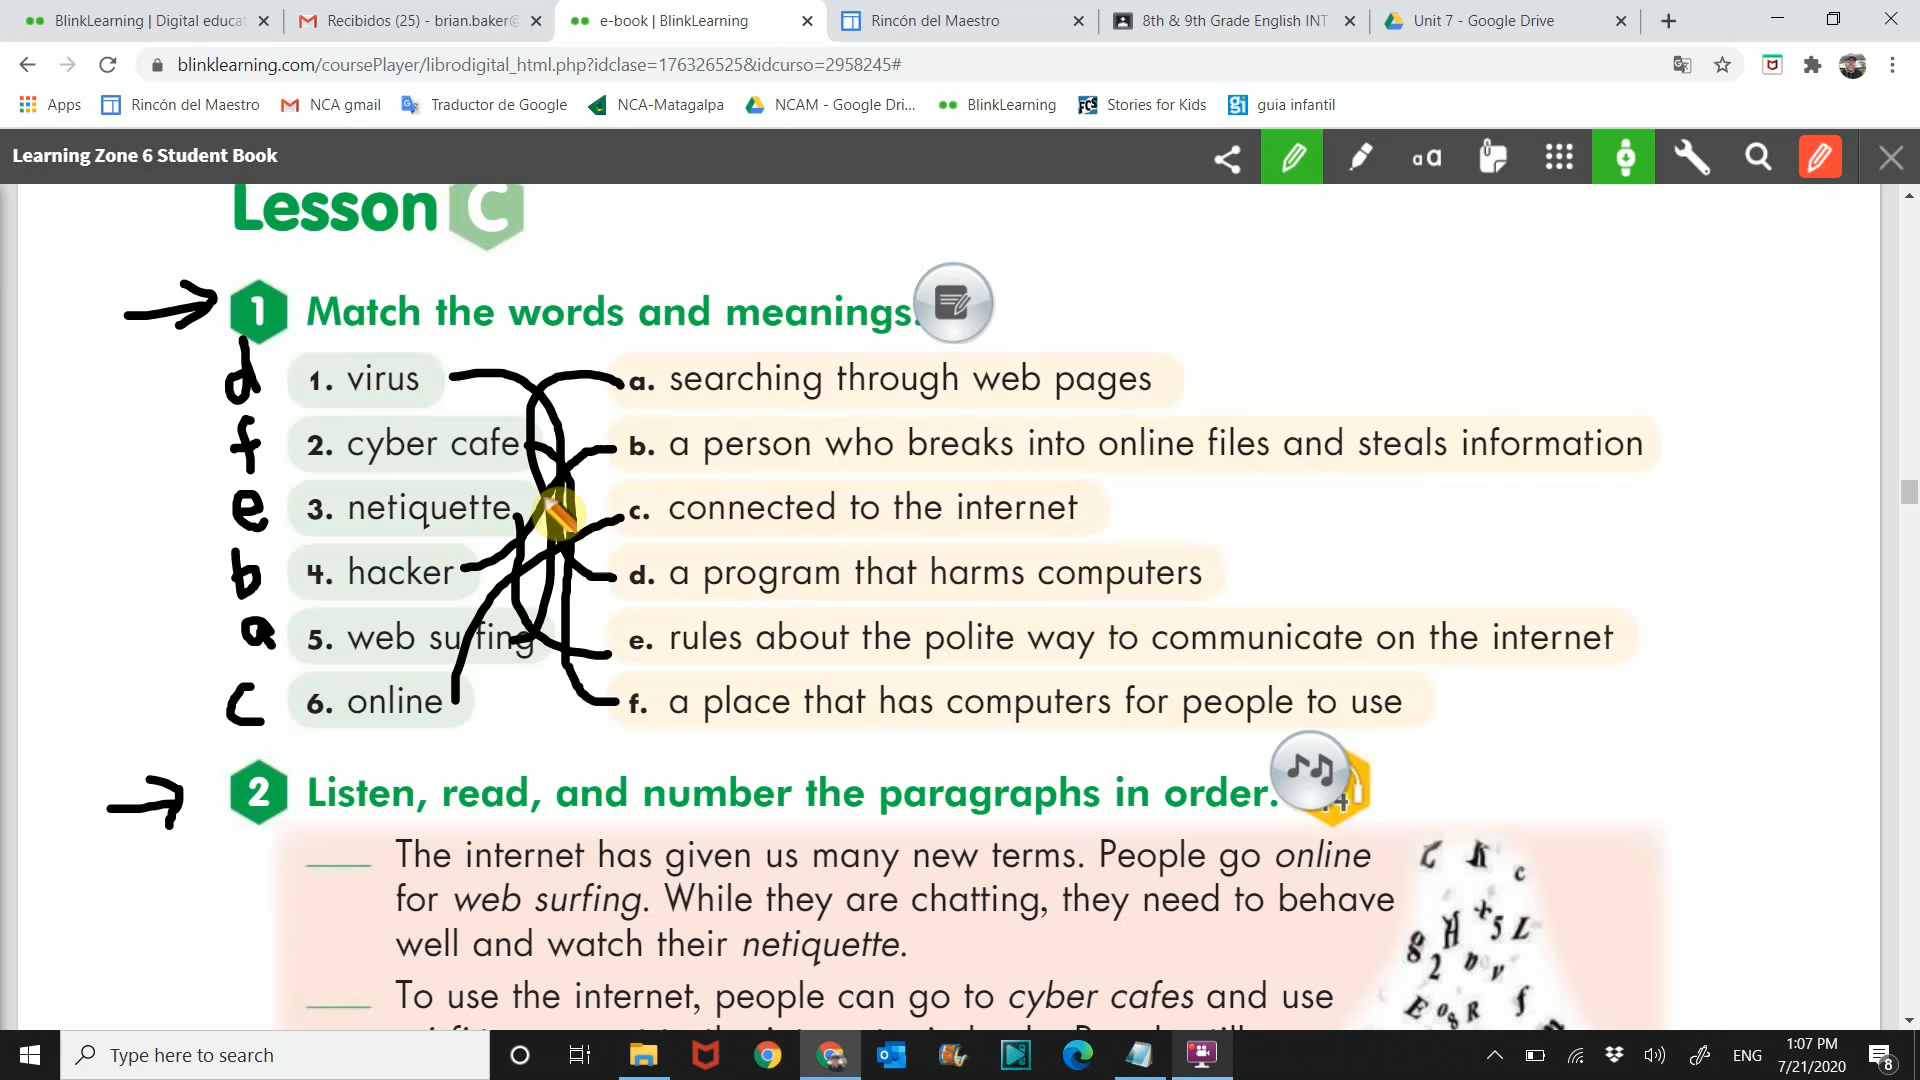 BlinkLearning | Digital educat
Recibidos (25) - brian.baker@
e-book | BlinkLearning
Rincón del Maestro
8th & 9th Grade English INT
Unit 7 - Google Drive
blinklearning.com/coursePlayer/librodigital_html.php?idclase=176326525&idcurso=2958245#
Apps
Rincón del Maestro
NCA gmail
Traductor de Google
NCA-Matagalpa
NCAM - Google Dri...
BlinkLearning
FCS Stories for Kids
gi guia infantil
Learning Zone 6 Student Book
aa
Lesson C
1 Match the words and meanings.
d 1. virus a. searching through web pages
f 2. cyber cafe b. a person who breaks into online files and steals information
e 3. netiquette c. connected to the internet
b 4. hacker d. a program that harms computers
a 5. web surfing e. rules about the polite way to communicate on the internet
c 6. online f. a place that has computers for people to use
2 Listen, read, and number the paragraphs in order.
The internet has given us many new terms. People go online
for web surfing. While they are chatting, they need to behave
well and watch their netiquette.
To use the internet, people can go to cyber cafes and use
Type here to search
ENG
1:07 PM
7/21/2020
8